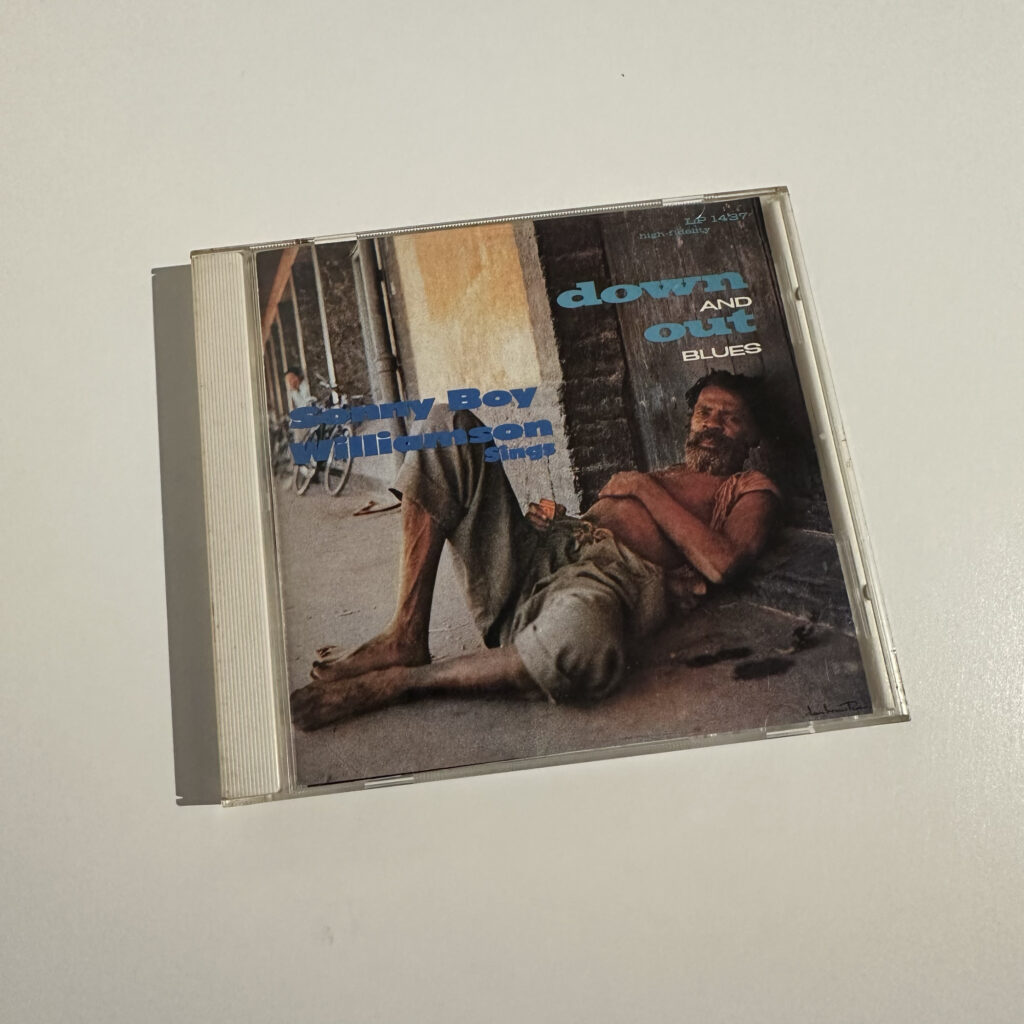 LP 1437
high-fidelity
down
AND
out
BLUES
Sonny Boy
Williamson
Sings